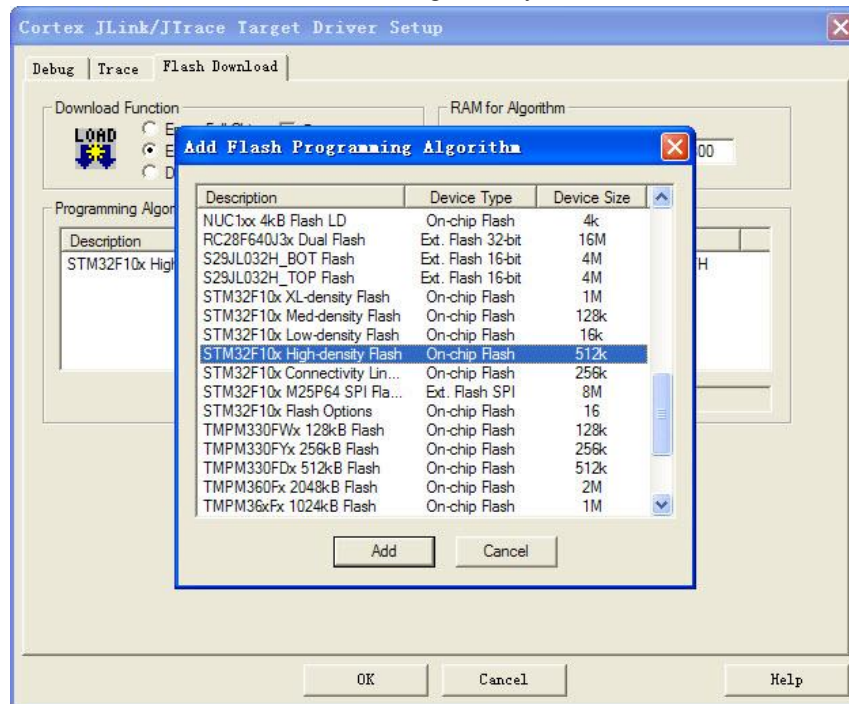 Cortex JLink/JTrace Target Driver Setup
Debug Trace Flash Download
Download Function
RAM for Algorithm
LOAD
Add Flash Programming Algorithm
00
Programming Algor
Description
STM32F10x High
H
Description Device Type Device Size
NUC1xx 4kB Flash LD On-chip Flash 4k
RC28F640J3x Dual Flash Ext. Flash 32-bit 16M
S29JL032H_BOT Flash Ext. Flash 16-bit 4M
S29JL032H_TOP Flash Ext. Flash 16-bit 4M
STM32F10x XL-density Flash On-chip Flash 1M
STM32F10x Med-density Flash On-chip Flash 128k
STM32F10x Low-density Flash On-chip Flash 16k
STM32F10x High-density Flash On-chip Flash 512k
STM32F10x Connectivity Lin... On-chip Flash 256k
STM32F10x M25P64 SPI Fla... Ext. Flash SPI 8M
STM32F10x Flash Options On-chip Flash 16
TMPM330FWx 128kB Flash On-chip Flash 128k
TMPM330FYx 256kB Flash On-chip Flash 256k
TMPM330FDx 512kB Flash On-chip Flash 512k
TMPM360Fx 2048kB Flash On-chip Flash 2M
TMPM36xFx 1024kB Flash On-chip Flash 1M
Add Cancel
OK Cancel Help